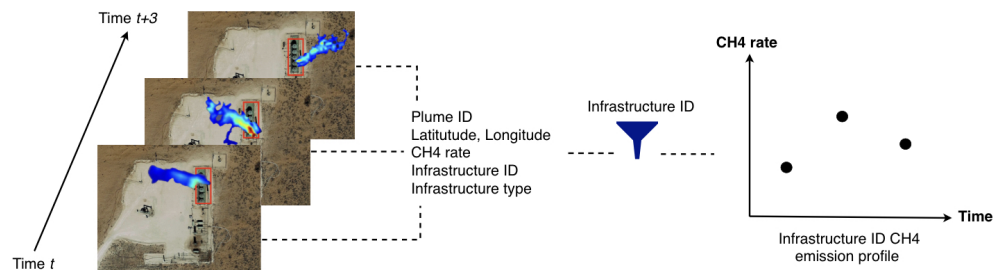 Time t+3
Time t
Plume ID
Latitutude, Longitude
CH4 rate
Infrastructure ID
Infrastructure type
Infrastructure ID
CH4 rate
Time
Infrastructure ID CH4
emission profile